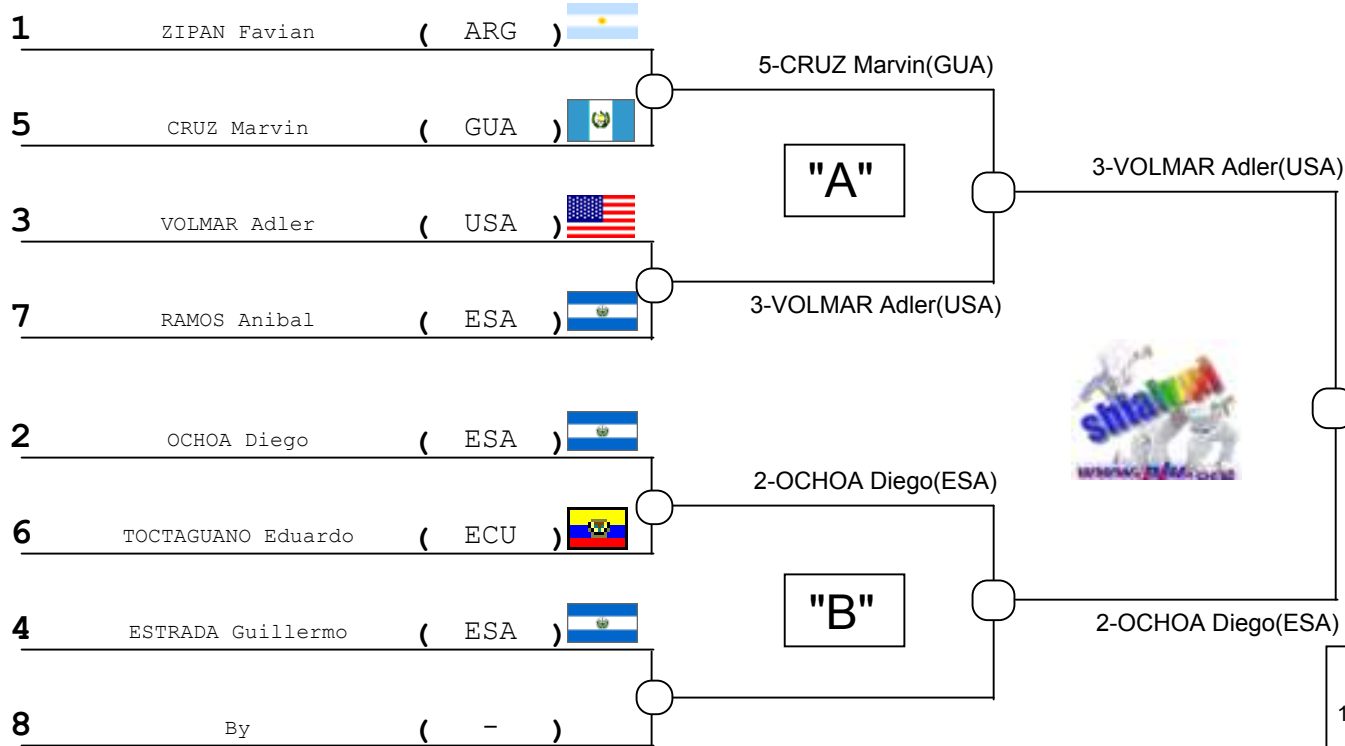 1 ZIPAN Favian ( ARG )
5-CRUZ Marvin(GUA)
5 CRUZ Marvin ( GUA )
"A"
3-VOLMAR Adler(USA)
3 VOLMAR Adler ( USA )
3-VOLMAR Adler(USA)
7 RAMOS Anibal ( ESA )
2 OCHOA Diego ( ESA )
2-OCHOA Diego(ESA)
6 TOCTAGUANO Eduardo ( ECU )
"B"
4 ESTRADA Guillermo ( ESA )
2-OCHOA Diego(ESA)
8 By ( - )
1